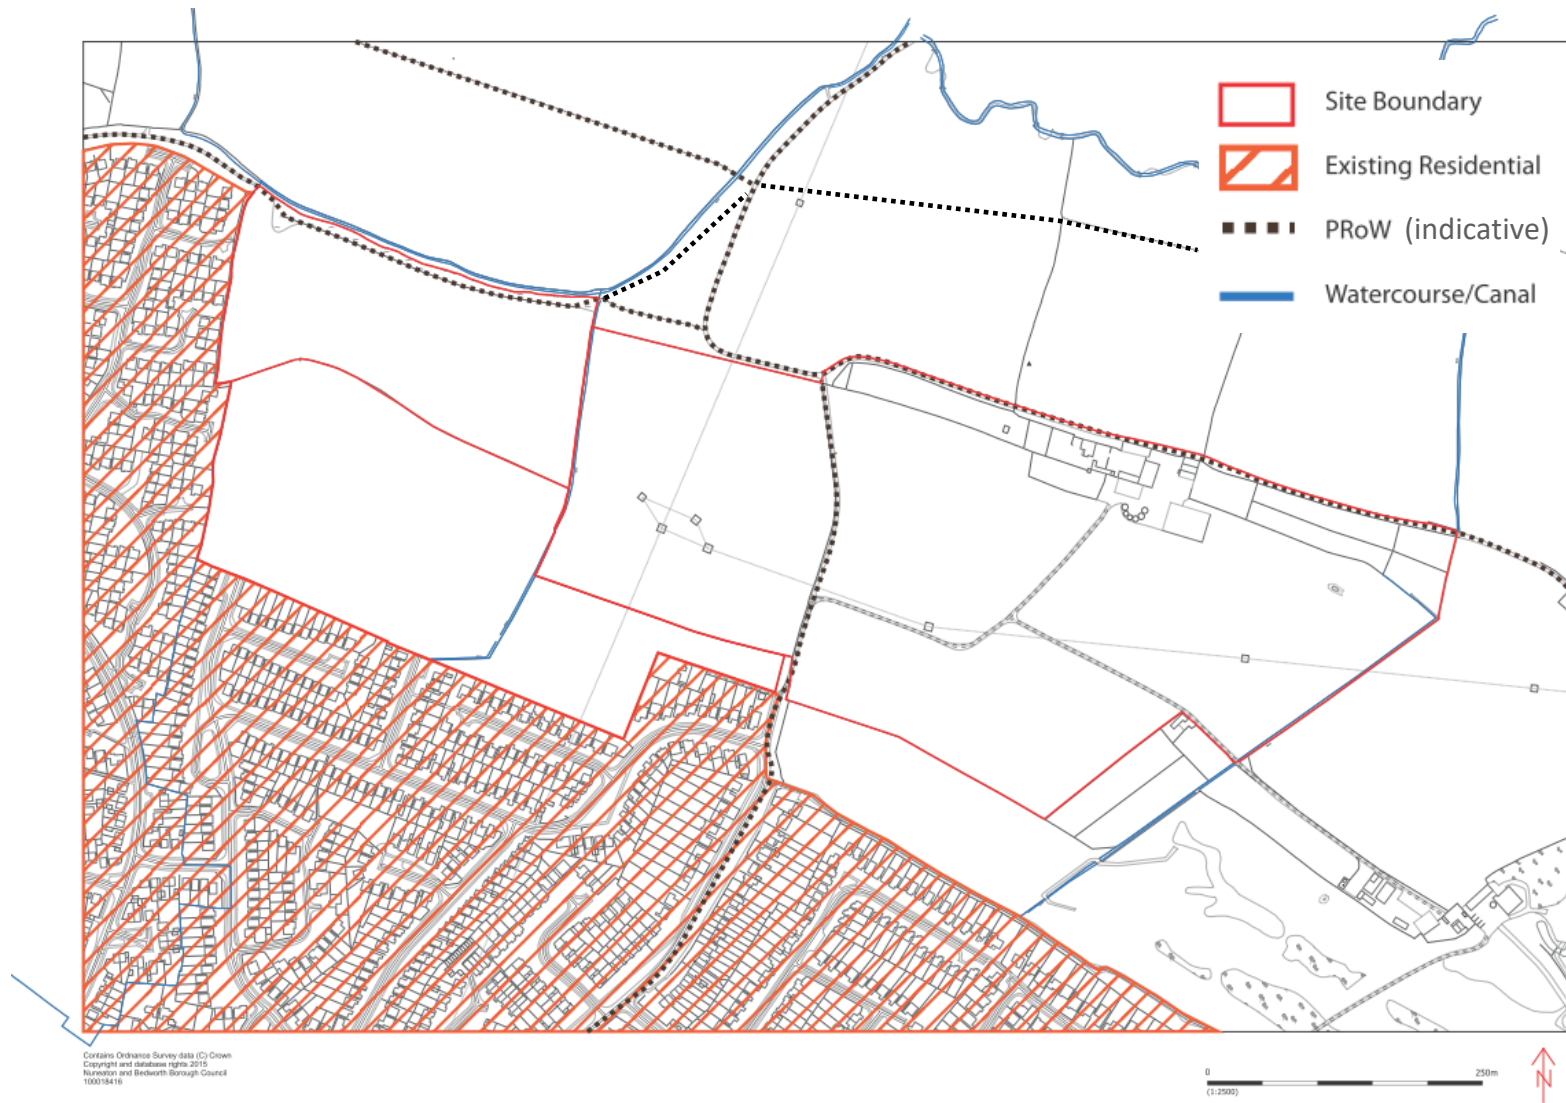 Site Boundary
Existing Residential
PRoW (indicative)
Watercourse/Canal
Contains Ordnance Survey data (C) Crown
Copyright and database rights 2015
Nuneaton and Bedworth Borough Council
100018416
0 250m
(1:2500)
N